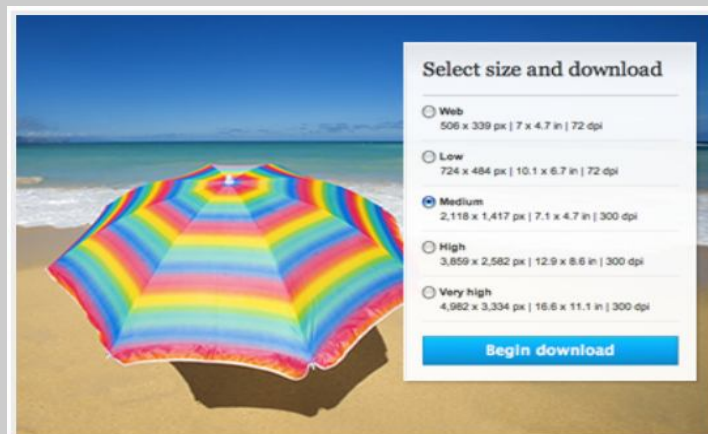 Select size and download
Web
506 x 339 px | 7 x 4.7 in | 72 dpi
Low
724 x 484 px | 10.1 x 6.7 in | 72 dpi
Medium
2,118 x 1,417 px | 7.1 x 4.7 in | 300 dpi
High
3,859 x 2,582 px | 12.9 x 8.6 in | 300 dpi
Very high
4,982 x 3,334 px | 16.6 x 11.1 in | 300 dpi
Begin download